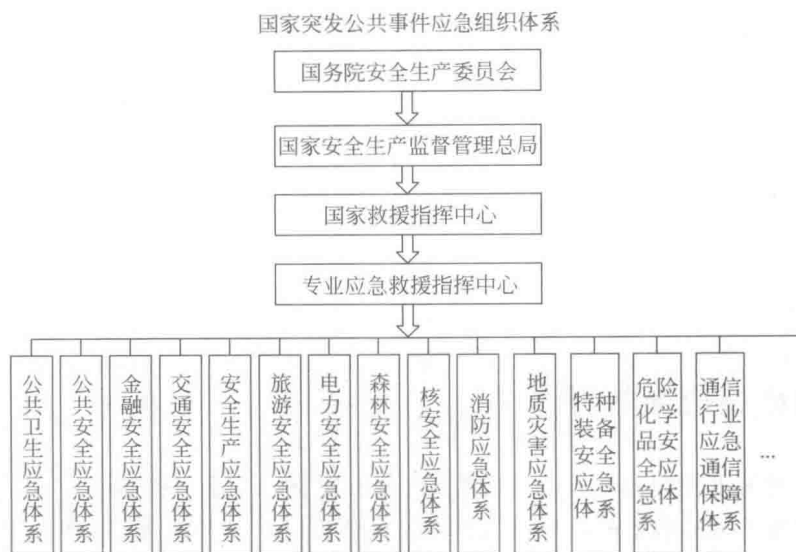 国家突发公共事件应急组织体系
国务院安全生产委员会
国家安全生产监督管理总局
国家救援指挥中心
专业应急救援指挥中心
公共卫生应急体系
公共安全应急体系
金融安全应急体系
交通安全应急体系
安全生产应急体系
旅游安全应急体系
电力安全应急体系
森林安全应急体系
核安全应急体系
消防应急体系
地质灾害应急体系
特种装备安全应急体系
危险化学品安全应急体系
通信行业应急通信保障体系
...